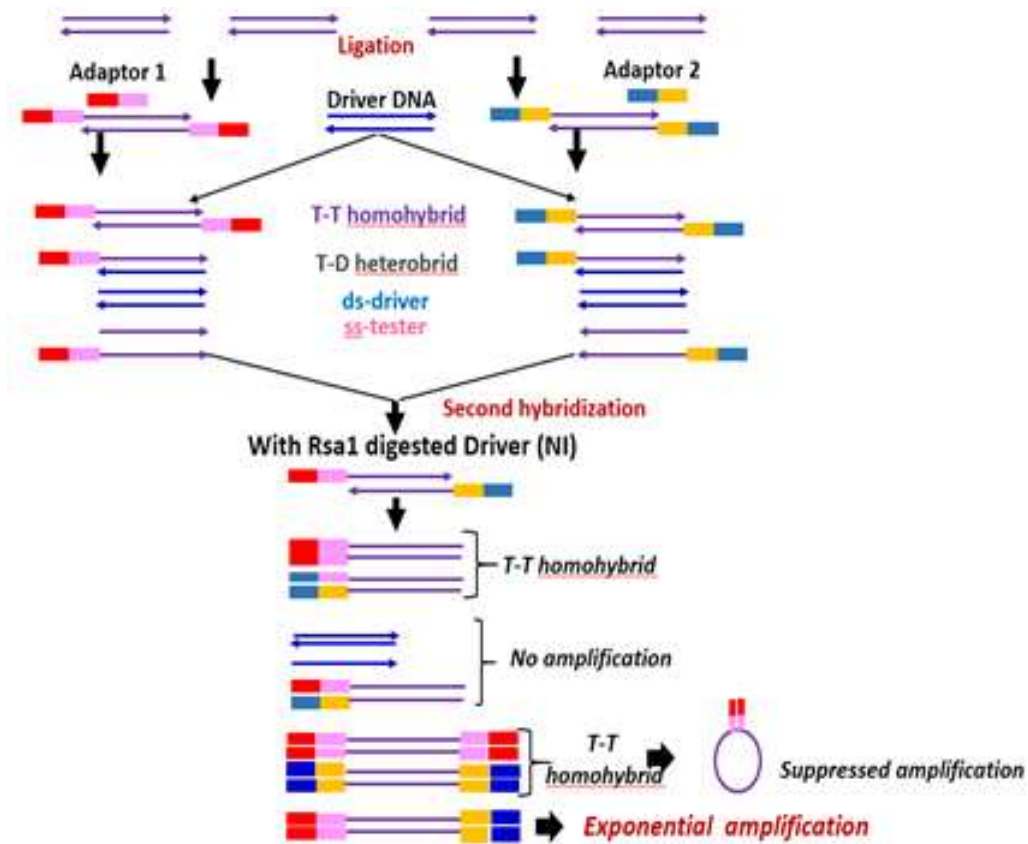 Ligation
Adaptor 1
Adaptor 2
Driver DNA
T-T homohybrid
T-D heterobrid
ds-driver
ss-tester
Second hybridization
With Rsa1 digested Driver (NI)
T-T homohybrid
No amplification
T-T
homohybrid
Suppressed amplification
Exponential amplification